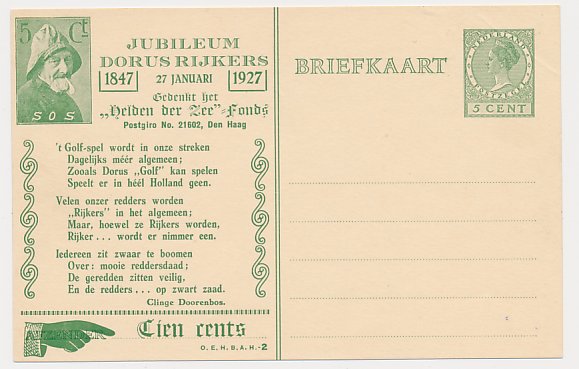 5 Ct
SOS
JUBILEUM
DORUS RIJKERS
1847 27 JANUARI 1927
Gedenkt het
„Helden der Zee"-Fonds
Postgiro No. 21602, Den Haag
't Golf-spel wordt in onze streken
Dagelijks méér algemeen;
Zooals Dorus „Golf" kan spelen
Speelt er in héél Holland geen.
Velen onzer redders worden
„Rijkers" in het algemeen;
Maar, hoewel ze Rijkers worden,
Rijker ... wordt er nimmer een.
Iedereen zit zwaar te boomen
Over: mooie reddersdaad;
De geredden zitten veilig,
En de redders ... op zwart zaad.
Clinge Doorenbos.
AFZENDER
Tien cents
O. E. H. B. A. H.-2
BRIEFKAART
NEDERLAND
POSTZEGEL
5 CENT